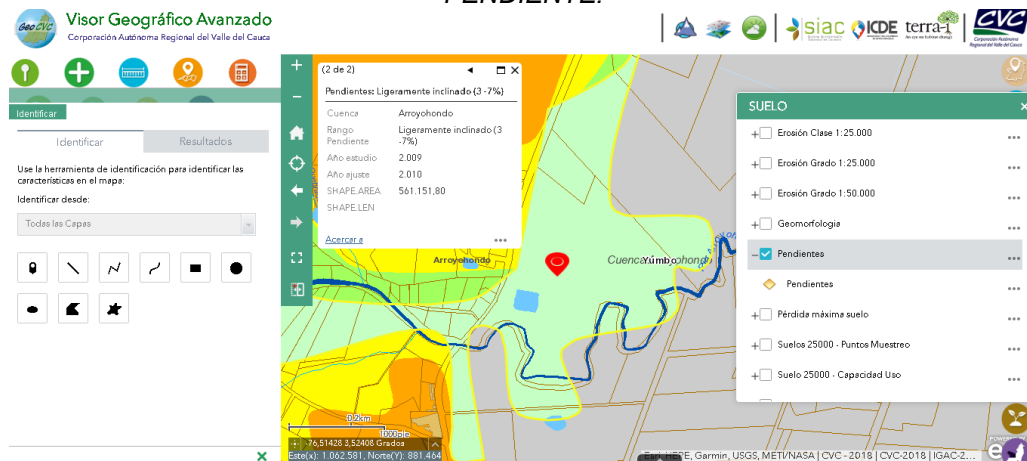 PENDIENTE.
Geo CVC
Visor Geográfico Avanzado
Corporación Autónoma Regional del Valle del Cauca
siac
ICDE
terra-i
CVC
Corporación Autónoma
Regional del Valle del Cauca
Identificar
Identificar
Resultados
Use la herramienta de identificación para identificar las
características en el mapa:
Identificar desde:
Todas las Capas
(2 de 2)
Pendientes: Ligeramente inclinado (3 -7%)
Cuenca Arroyohondo
Rango Pendiente Ligeramente inclinado (3 -7%)
Año estudio 2.009
Año ajuste 2.010
SHAPE.AREA 561.151,80
SHAPE.LEN
Acercar a
Arroyohondo
Cuenca
Yumbo
SUELO
Erosión Clase 1:25.000
Erosión Grado 1:25.000
Erosión Grado 1:50.000
Geomorfologia
Pendientes
Pendientes
Pérdida máxima suelo
Suelos 25000 - Puntos Muestreo
Suelo 25000 - Capacidad Uso
0,2km
1000pie
-76,51428 3,52408 Grados
Este(x): 1.062.581, Norte(Y): 881.464
Esri, HERE, Garmin, USGS, METI/NASA | CVC - 2018 | CVC-2018 | IGAC-2...
POWERED BY